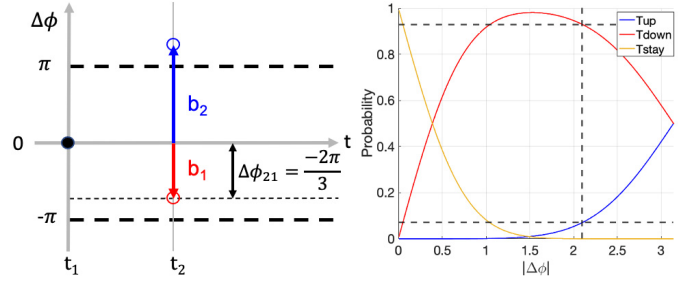 Δϕ
π
0
-π
b₂
b₁
t
Δϕ₂₁ = -2π/3
t₁
t₂
Probability
1
0.8
0.6
0.4
0.2
0
0
0.5
1
1.5
2
2.5
3
|Δϕ|
Tup
Tdown
Tstay